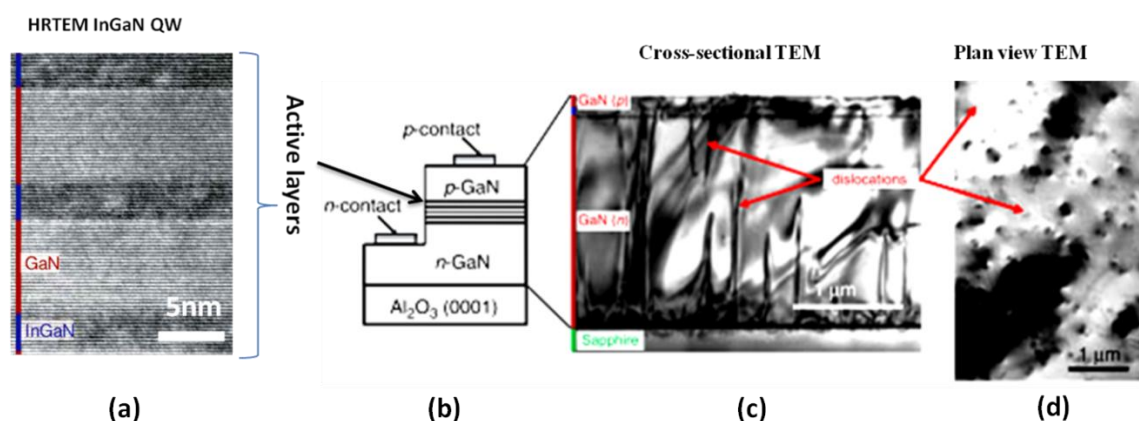 HRTEM InGaN QW
GaN
5nm
InGaN
Active layers
(a)
p-contact
p-GaN
n-contact
n-GaN
Al₂O₃ (0001)
(b)
Cross-sectional TEM
GaN (p)
dislocations
GaN (n)
1 μm
Sapphire
(c)
Plan view TEM
1 μm
(d)